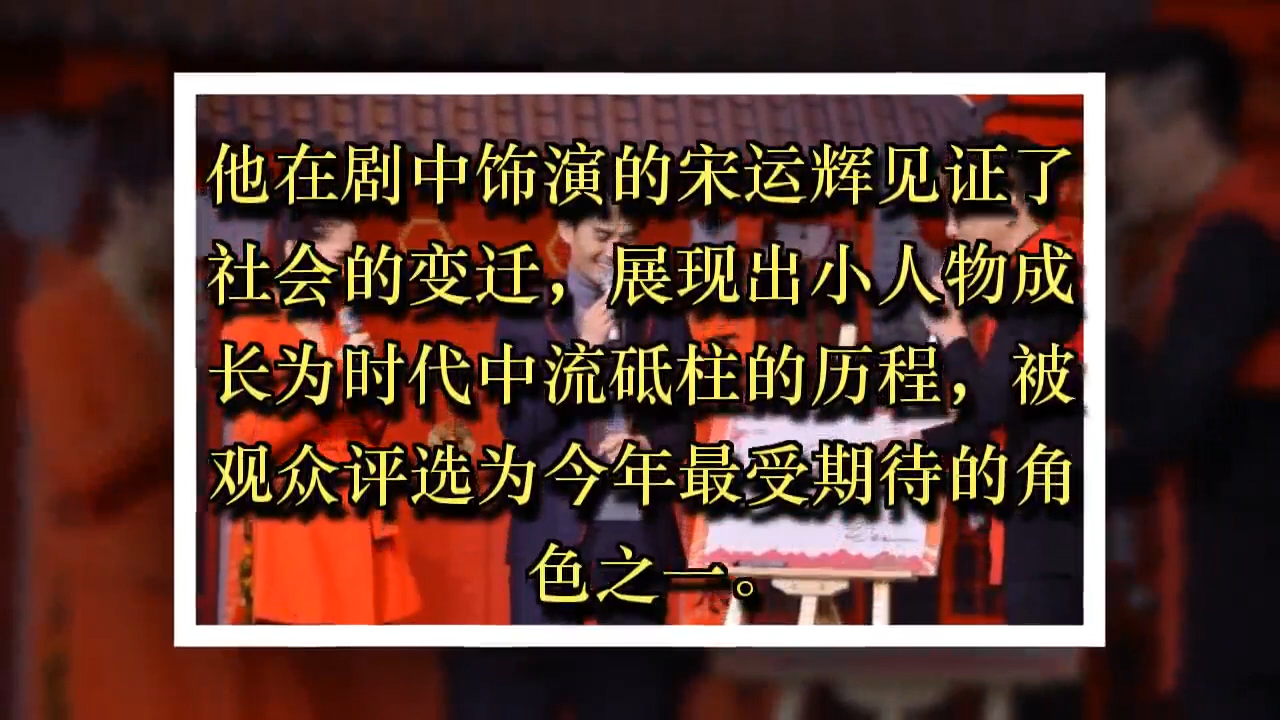 他在剧中饰演的宋运辉见证了
社会的变迁，展现出小人物成
长为时代中流砥柱的历程，被
观众评选为今年最受期待的角
色之一。